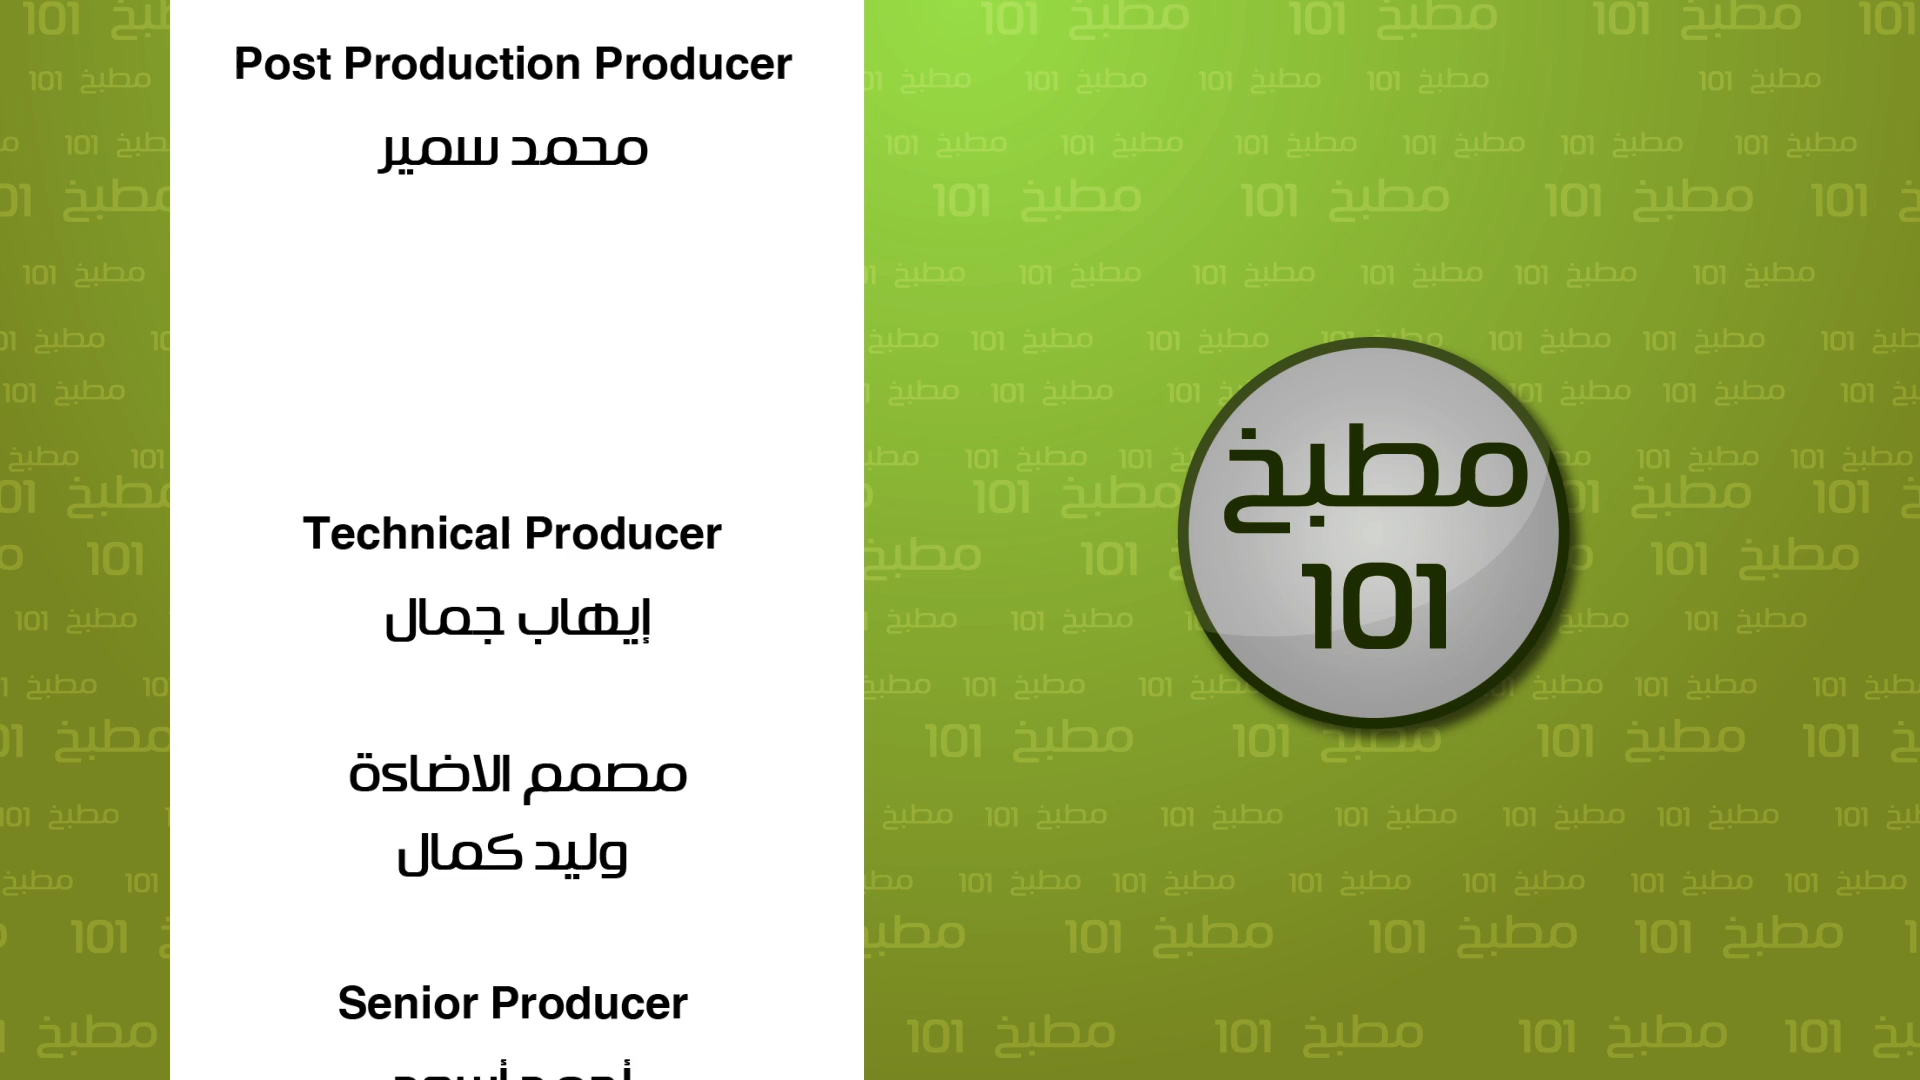 Post Production Producer
محمد سمير
Technical Producer
إيهاب جمال
مصمم الاضاءة
وليد كمال
Senior Producer
مطبخ
101